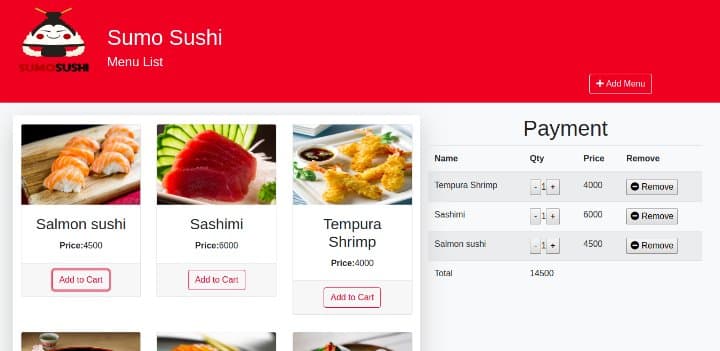 SUMOSUSHI
Sumo Sushi
Menu List
+ Add Menu
Salmon sushi
Price:4500
Add to Cart
Sashimi
Price:6000
Add to Cart
Tempura
Shrimp
Price:4000
Add to Cart
Payment
Name Qty Price Remove
Tempura Shrimp - 1 + 4000 Remove
Sashimi - 1 + 6000 Remove
Salmon sushi - 1 + 4500 Remove
Total 14500